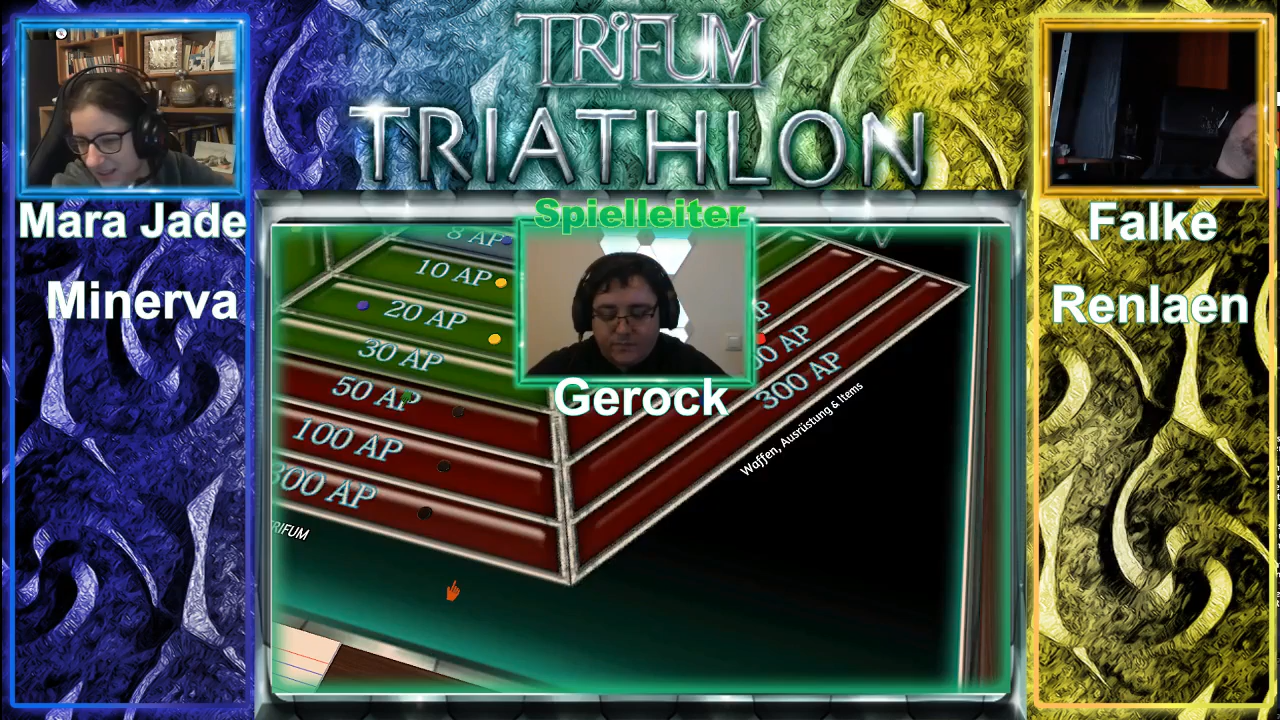 TRiFUM
TRIATHLON
Mara Jade
Minerva
Spielleiter
Gerock
Falke
Renlaen
8 AP
10 AP
20 AP
30 AP
50 AP
100 AP
300 AP
300 AP
Waffen, Ausrüstung & Items